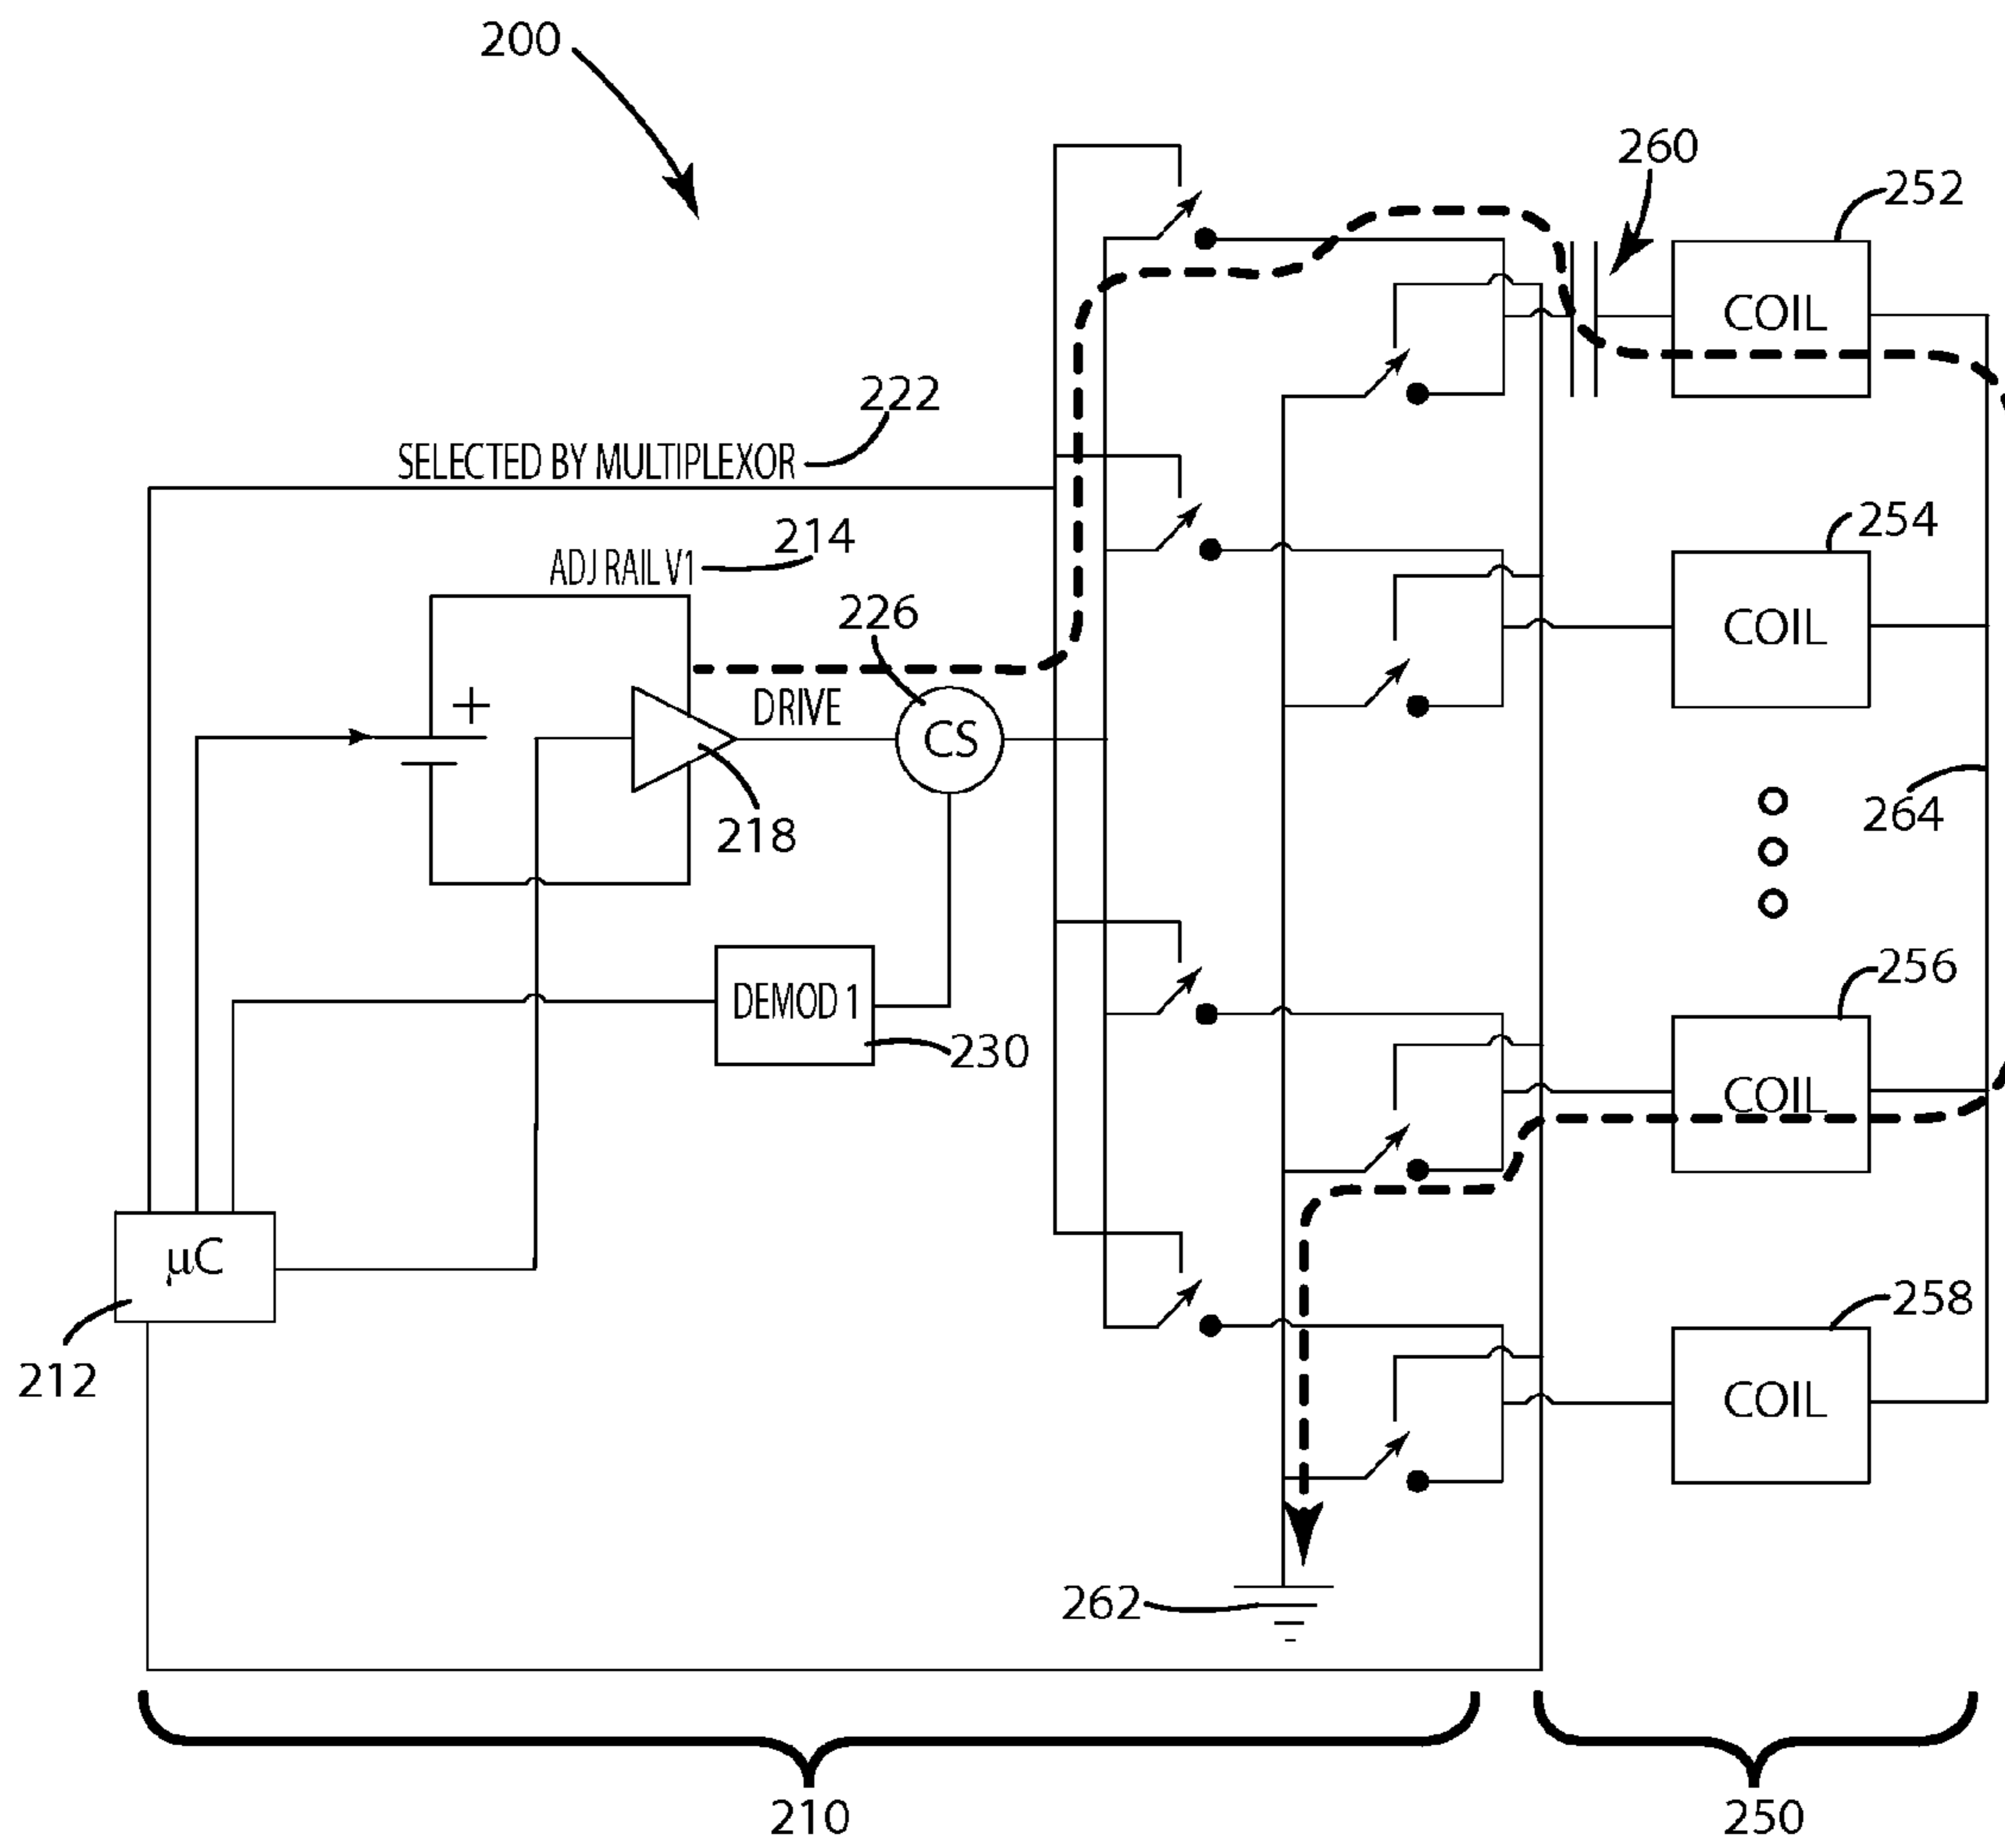 200
260
252
COIL
222
SELECTED BY MULTIPLEXOR
214
ADJ RAIL V1
254
COIL
226
+
DRIVE
CS
218
264
256
COIL
DEMOD 1
230
µC
212
258
COIL
262
210
250